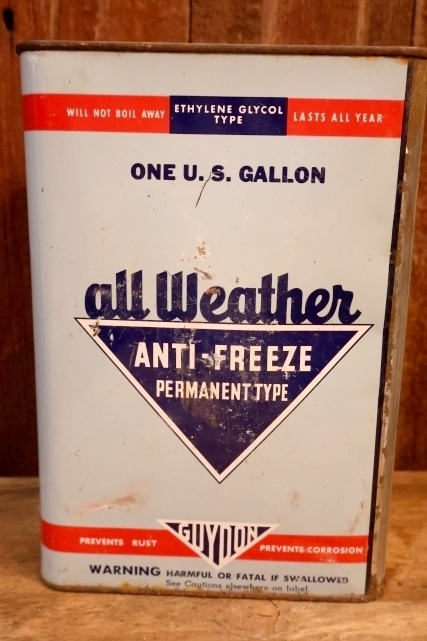 WILL NOT BOIL AWAY ETHYLENE GLYCOL TYPE LASTS ALL YEAR
ONE U. S. GALLON
all Weather
ANTI-FREEZE
PERMANENT TYPE
GUYDON
PREVENTS RUST PREVENTS CORROSION
WARNING HARMFUL OR FATAL IF SWALLOWED
See Cautions elsewhere on label.